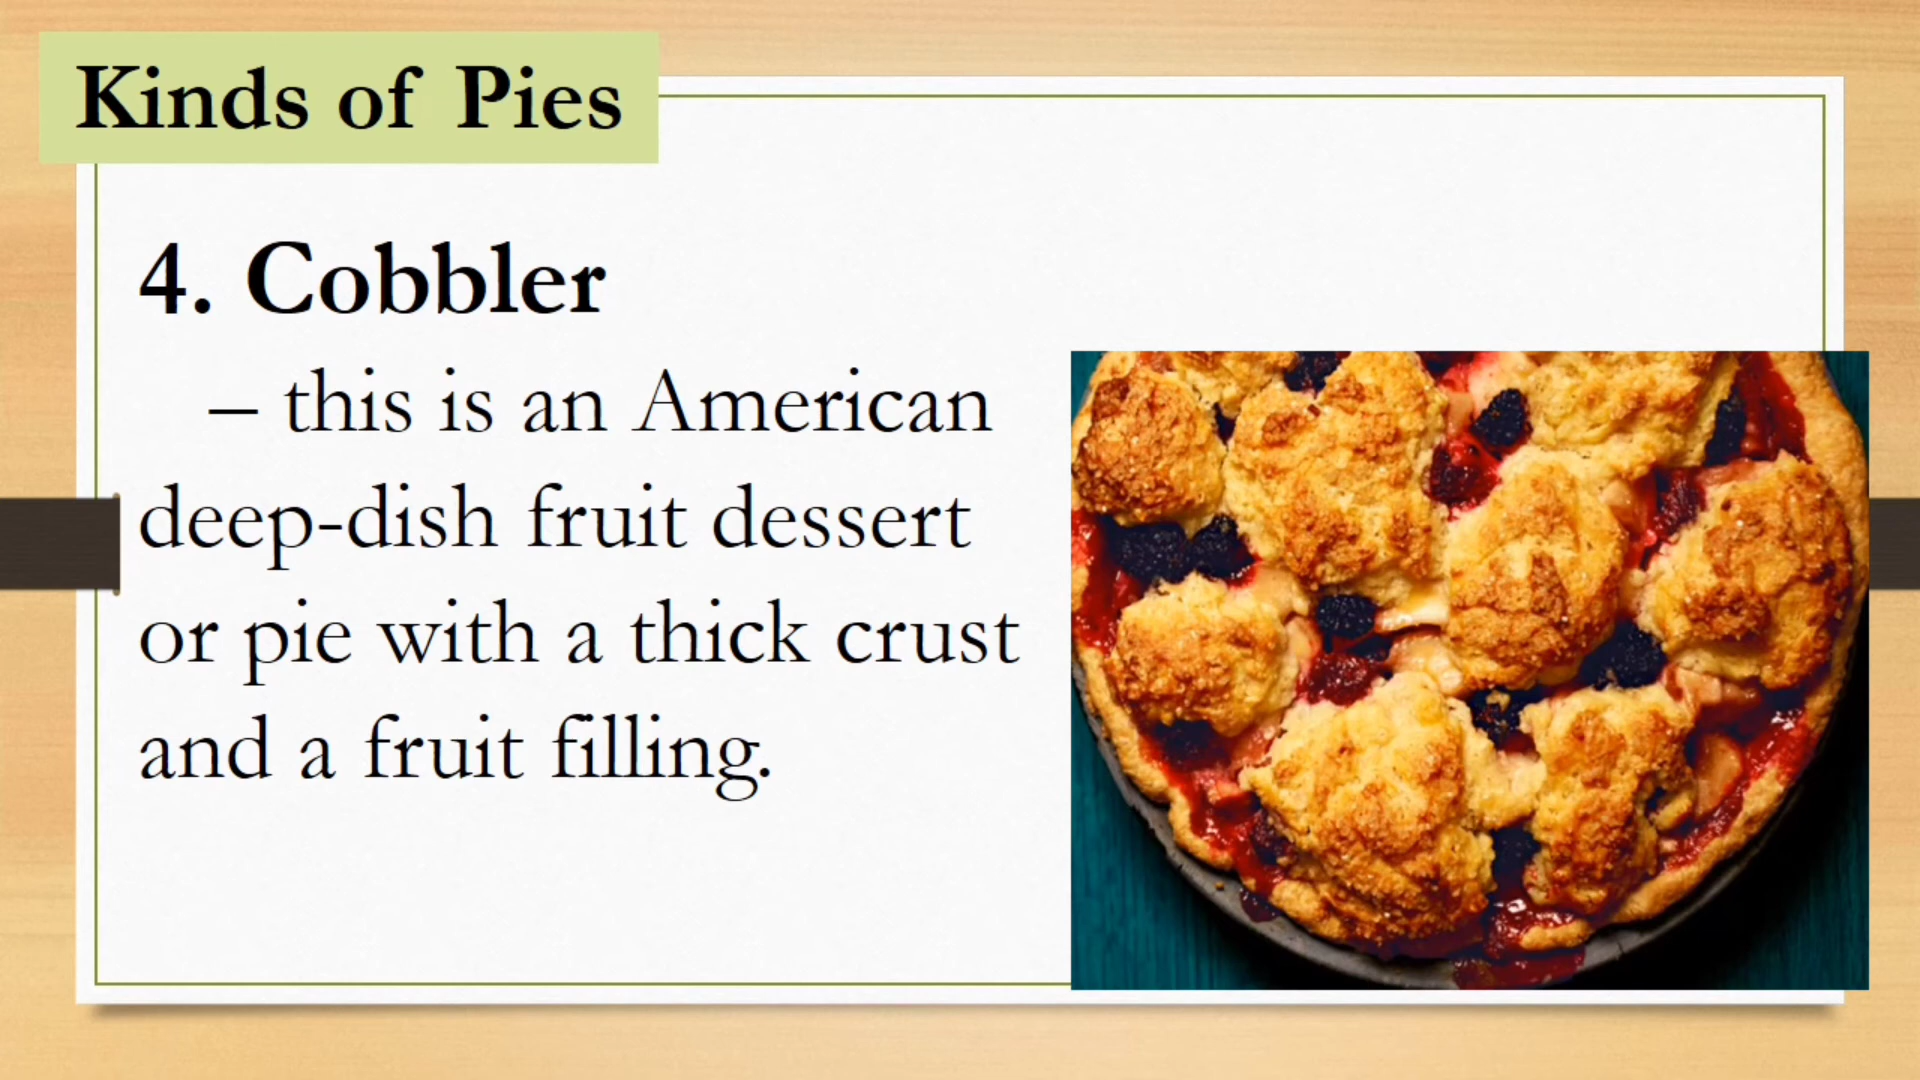 Kinds of Pies
4. Cobbler
– this is an American
deep-dish fruit dessert
or pie with a thick crust
and a fruit filling.